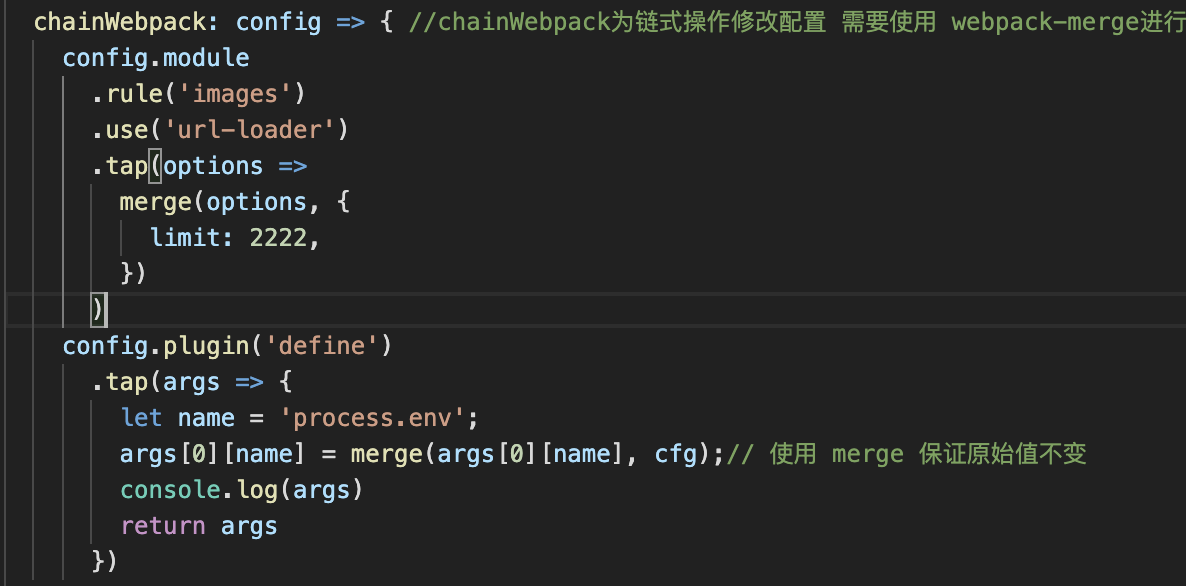 chainWebpack: config => { //chainWebpack为链式操作修改配置 需要使用 webpack-merge进行
config.module
.rule('images')
.use('url-loader')
.tap(options =>
merge(options, {
limit: 2222,
})
)
config.plugin('define')
.tap(args => {
let name = 'process.env';
args[0][name] = merge(args[0][name], cfg);// 使用 merge 保证原始值不变
console.log(args)
return args
})